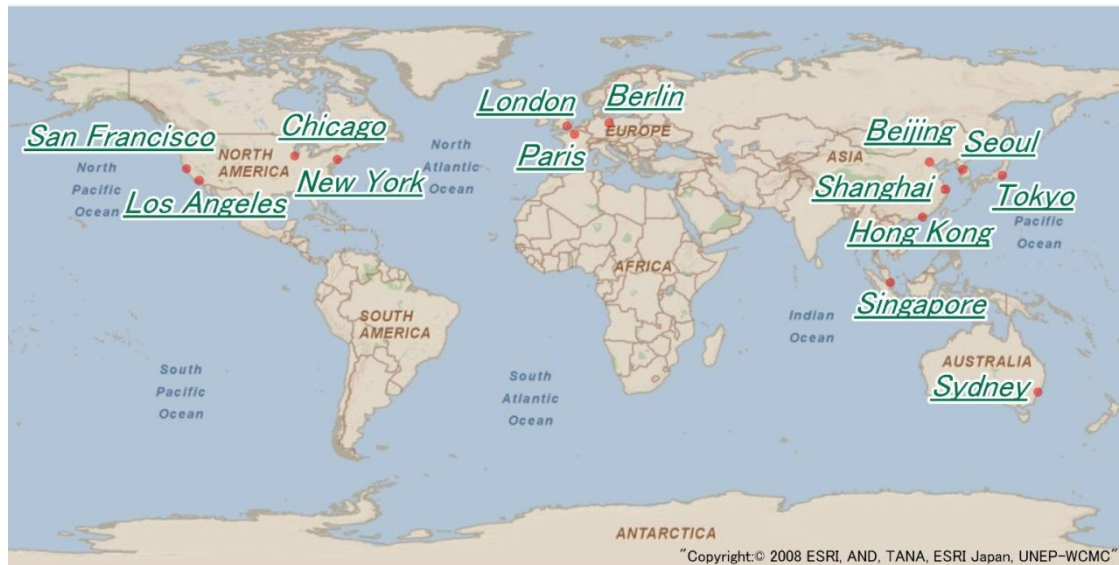 London
Berlin
San Francisco
Chicago
North
Atlantic
Ocean
EUROPE
Beijing
Seoul
North
Pacific
Ocean
NORTH
AMERICA
Paris
ASIA
Los Angeles
New York
Shanghai
Tokyo
Pacific
Ocean
Hong Kong
AFRICA
Singapore
SOUTH
AMERICA
Indian
Ocean
South
Pacific
Ocean
South
Atlantic
Ocean
AUSTRALIA
Sydney
ANTARCTICA
"Copyright:© 2008 ESRI, AND, TANA, ESRI Japan, UNEP-WCMC"